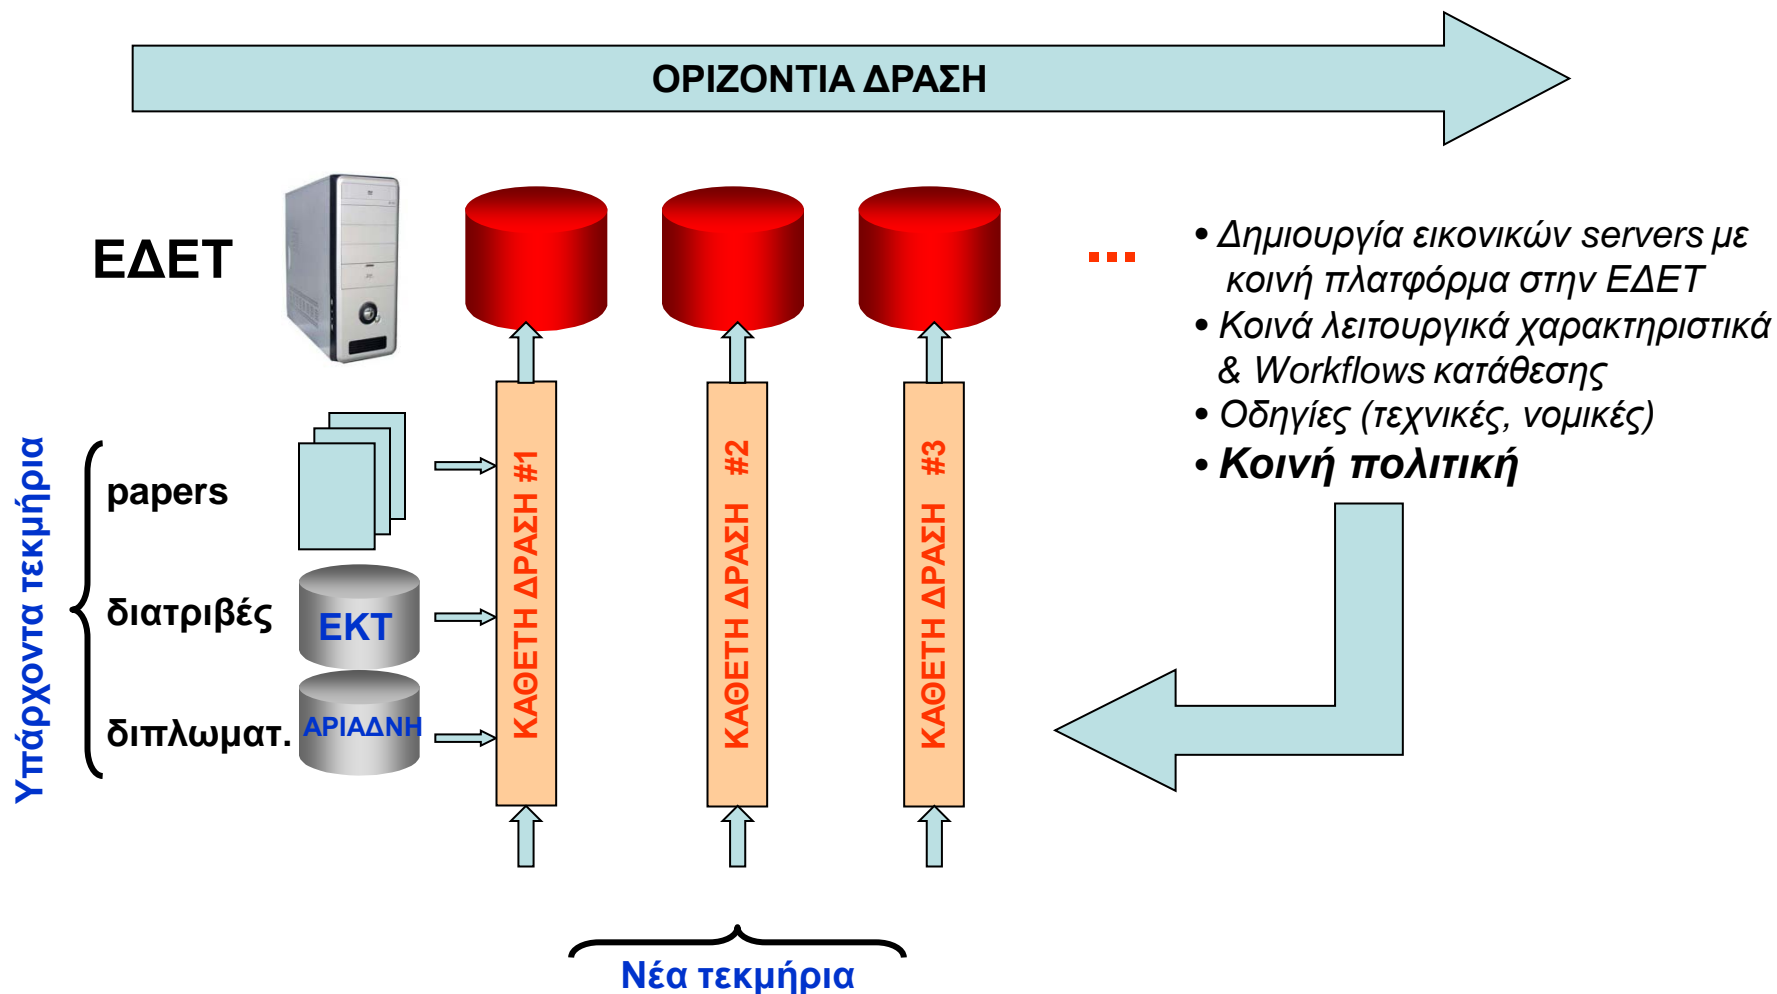 ΟΡΙΖΟΝΤΙΑ ΔΡΑΣΗ
ΕΔΕΤ
...
• Δημιουργία εικονικών servers με
κοινή πλατφόρμα στην ΕΔΕΤ
• Κοινά λειτουργικά χαρακτηριστικά
& Workflows κατάθεσης
• Οδηγίες (τεχνικές, νομικές)
• Κοινή πολιτική
Υπάρχοντα τεκμήρια
papers
διατριβές
ΕΚΤ
διπλωματ.
ΑΡΙΑΔΝΗ
ΚΑΘΕΤΗ ΔΡΑΣΗ #1
ΚΑΘΕΤΗ ΔΡΑΣΗ #2
ΚΑΘΕΤΗ ΔΡΑΣΗ #3
Νέα τεκμήρια